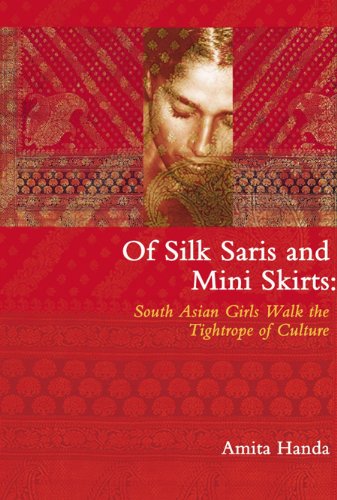 Of Silk Saris and
Mini Skirts:
South Asian Girls Walk the
Tightrope of Culture
Amita Handa